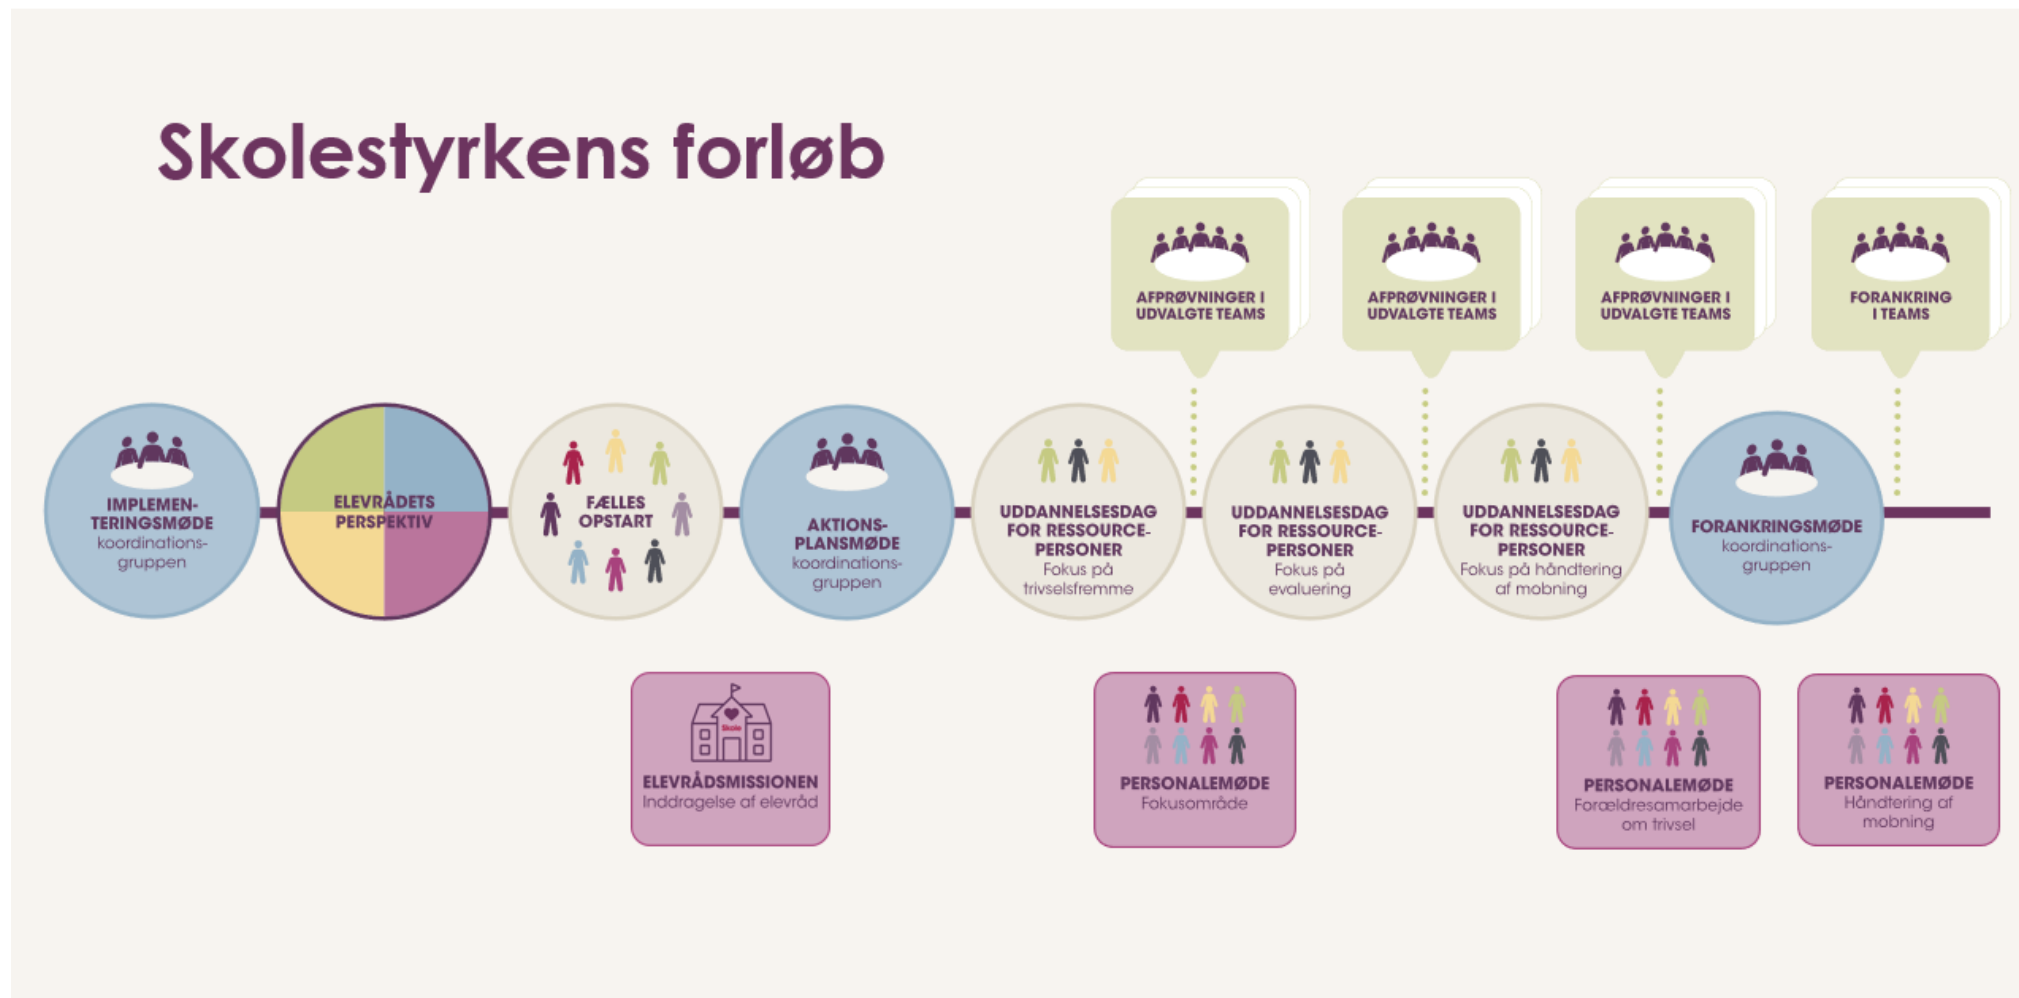 Skolestyrkens forløb
AFPRØVNINGER I
UDVALGTE TEAMS
AFPRØVNINGER I
UDVALGTE TEAMS
AFPRØVNINGER I
UDVALGTE TEAMS
FORANKRING
I TEAMS
IMPLEMEN-
TERINGSMØDE
koordinations-
gruppen
ELEVRÅDETS
PERSPEKTIV
FÆLLES
OPSTART
AKTIONS-
PLANSMØDE
koordinations-
gruppen
UDDANNELSESDAG
FOR RESSOURCE-
PERSONER
Fokus på
trivselsfremme
UDDANNELSESDAG
FOR RESSOURCE-
PERSONER
Fokus på
evaluering
UDDANNELSESDAG
FOR RESSOURCE-
PERSONER
Fokus på håndtering
af mobning
FORANKRINGSMØDE
koordinations-
gruppen
Skole
ELEVRÅDSMISSIONEN
Inddragelse af elevråd
PERSONALEMØDE
Fokusområde
PERSONALEMØDE
Forældresamarbejde
om trivsel
PERSONALEMØDE
Håndtering af
mobning